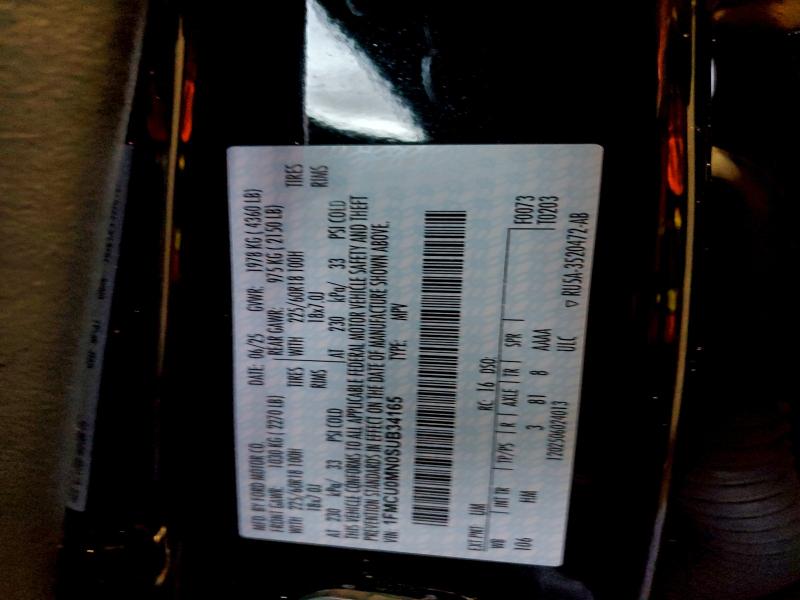 MFD BY FORD MOTOR CO.
DATE: 06/25 GVWR: 1978 KG (4360 LB)
FRONT GAWR: 1030 KG (2270 LB) REAR GAWR: 975 KG (2150 LB)
WITH 225/60R18 100H TIRES WITH 225/60R18 100H TIRES
18x7.0J RIMS 18x7.0J RIMS
AT 230 kPa/ 33 PSI COLD AT 230 kPa/ 33 PSI COLD
THIS VEHICLE CONFORMS TO ALL APPLICABLE FEDERAL MOTOR VEHICLE SAFETY AND THEFT
PREVENTION STANDARDS IN EFFECT ON THE DATE OF MANUFACTURE SHOWN ABOVE.
VIN: 1FMCU0MN0SUB34165 TYPE: MPV
EXT PNT: UM RC: 16 DSO:
WB INT TR TP/PS R AXLE TR SPR F0073
106 HM 3 81 8 AAAA T0203
1202506024013 ULC ▽ RU5A-3520472-AB